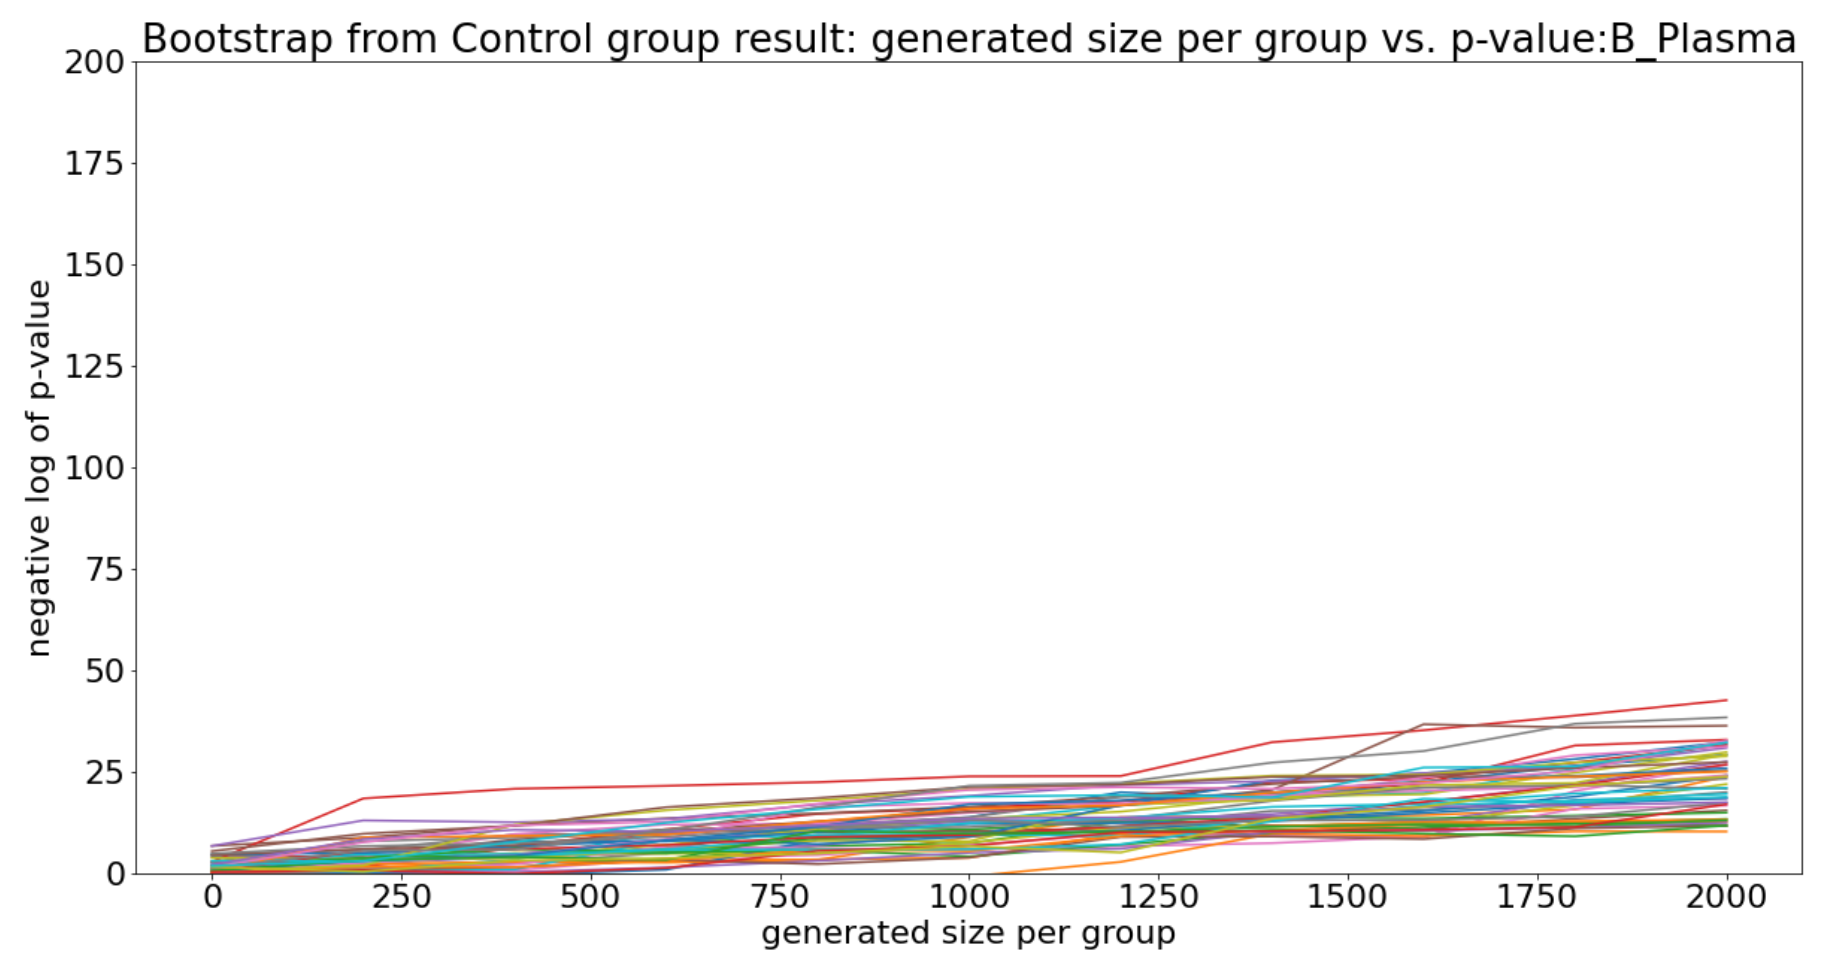 Bootstrap from Control group result: generated size per group vs. p-value:B_Plasma
200
175
150
125
100
75
50
25
0
negative log of p-value
0 250 500 750 1000 1250 1500 1750 2000
generated size per group